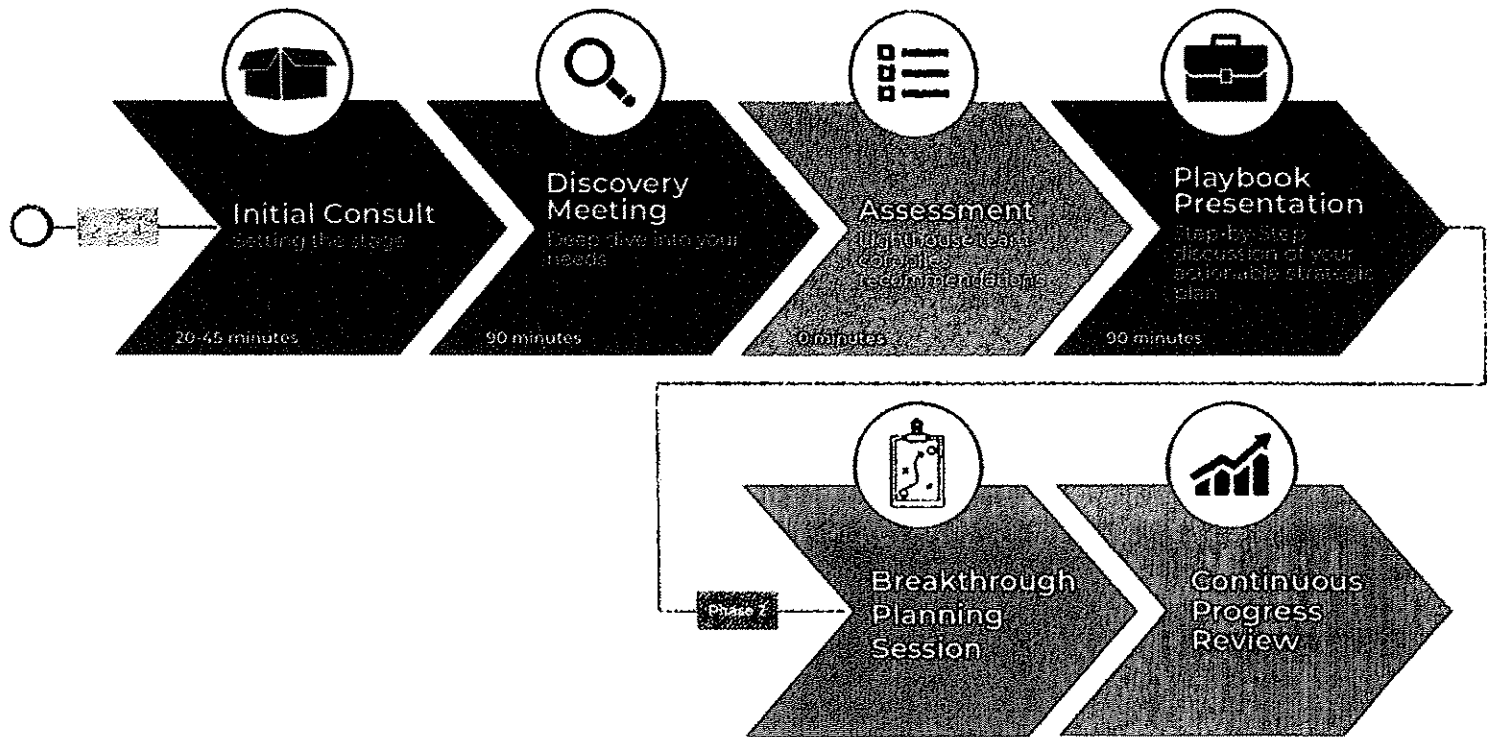 Initial Consult
Setting the stage
20-45 minutes
Discovery
Meeting
Deep dive into your
needs
90 minutes
Assessment
Lighthouse team
compiles
recommendations
0 minutes
Playbook
Presentation
Step-by-Step
discussion of your
actionable strategic
plan
90 minutes
Phase 2
Breakthrough
Planning
Session
Continuous
Progress
Review